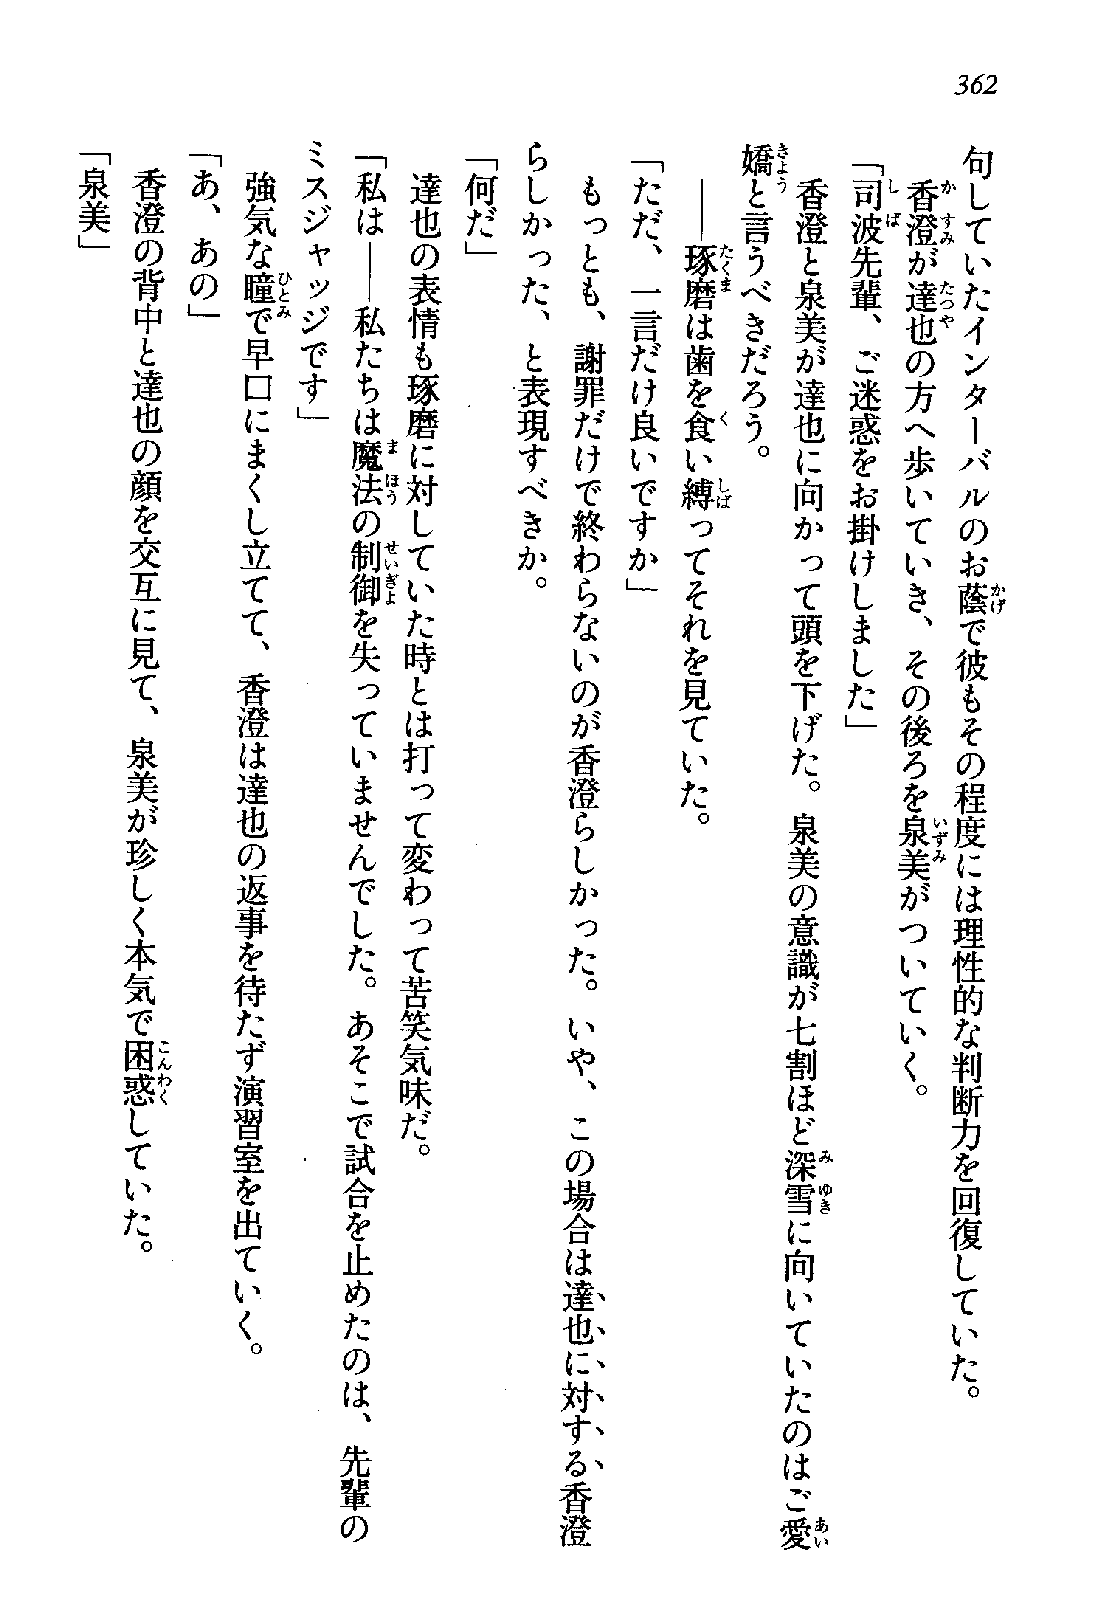 362
句していたインターバルのお蔭で彼もその程度には理性的な判断力を回復していた。
香澄が達也の方へ歩いていき、その後ろを泉美がついていく。
「司波先輩、ご迷惑をお掛けしました」
香澄と泉美が達也に向かって頭を下げた。泉美の意識が七割ほど深雪に向いていたのはご愛
嬌と言うべきだろう。
――琢磨は歯を食い縛ってそれを見ていた。
「ただ、一言だけ良いですか」
もっとも、謝罪だけで終わらないのが香澄らしかった。いや、この場合は達也に対する香澄
らしかった、と表現すべきか。
「何だ」
達也の表情も琢磨に対していた時とは打って変わって苦笑気味だ。
「私は――私たちは魔法の制御を失っていませんでした。あそこで試合を止めたのは、先輩の
ミスジャッジです」
強気な瞳で早口にまくし立てて、香澄は達也の返事を待たず演習室を出ていく。
「あ、あの」
香澄の背中と達也の顔を交互に見て、泉美が珍しく本気で困惑していた。
「泉美」